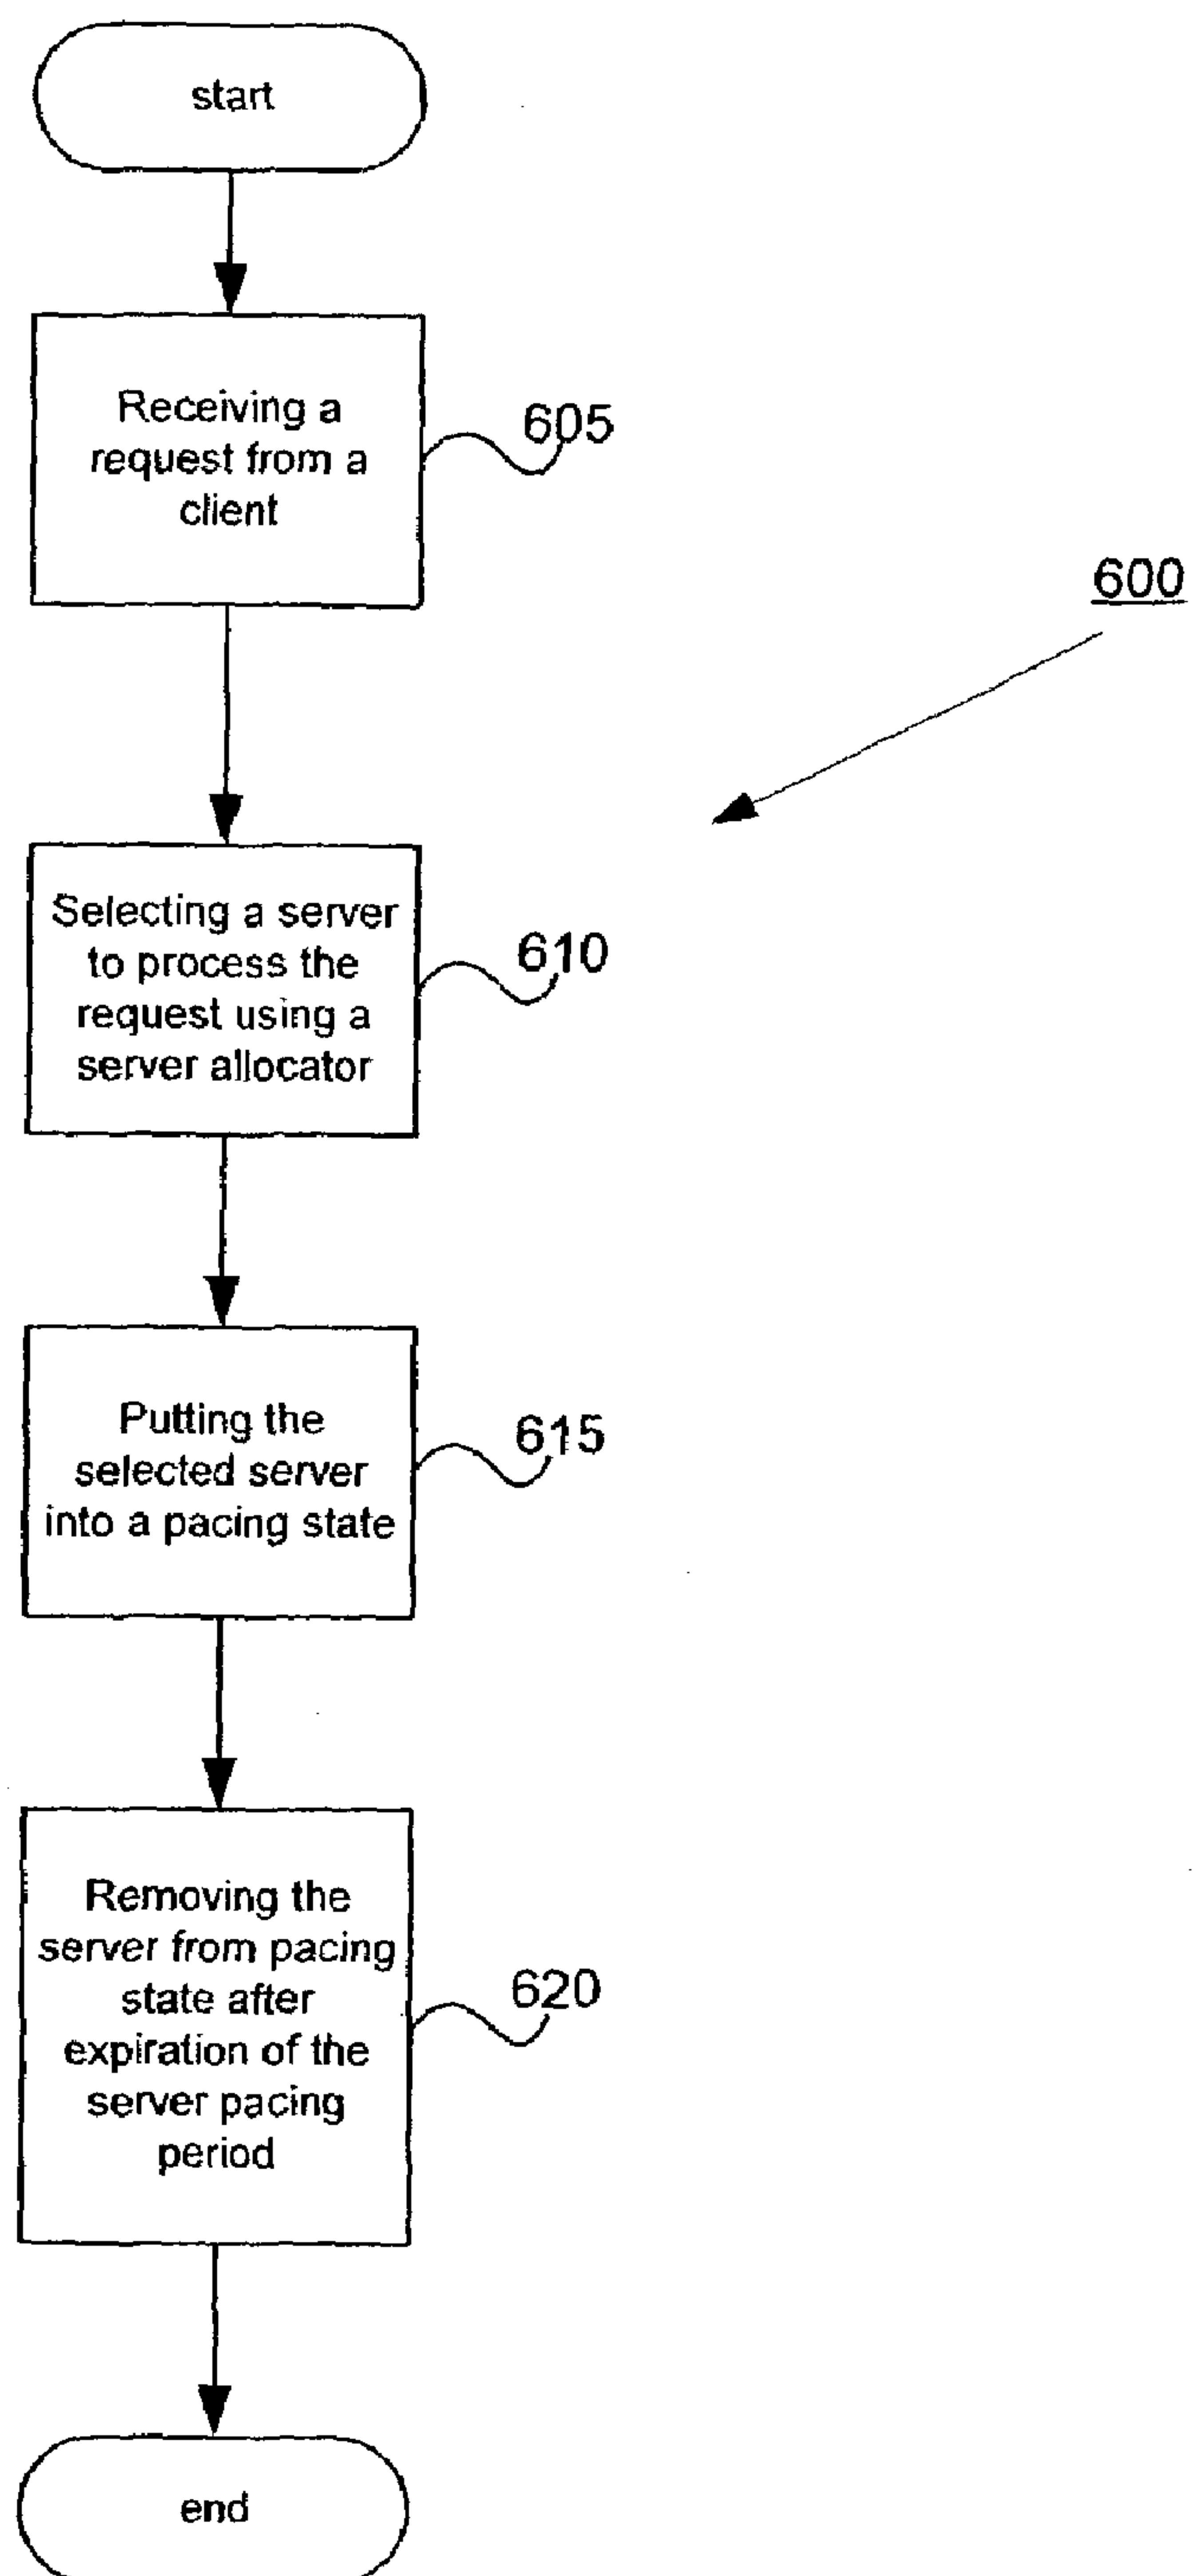 start
Receiving a
request from a
client
605
600
Selecting a server
to process the
request using a
server allocator
610
Putting the
selected server
into a pacing state
615
Removing the
server from pacing
state after
expiration of the
server pacing
period
620
end